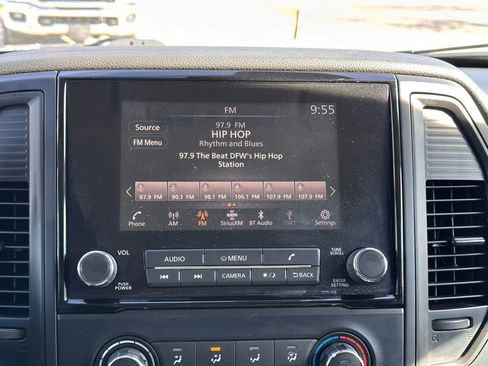 FM
9:55
Source
97.9 FM
HIP HOP
FM Menu
Rhythm and Blues
97.9 The Beat DFW's Hip Hop
Station
87.9 FM 90.1 FM 98.1 FM 106.1 FM 107.9 FM 107.9 FM
Phone AM FM SiriusXM BT Audio Settings
VOL
AUDIO MENU
TUNE
SCROLL
CAMERA BACK
PUSH
POWER
ENTER
SETTING